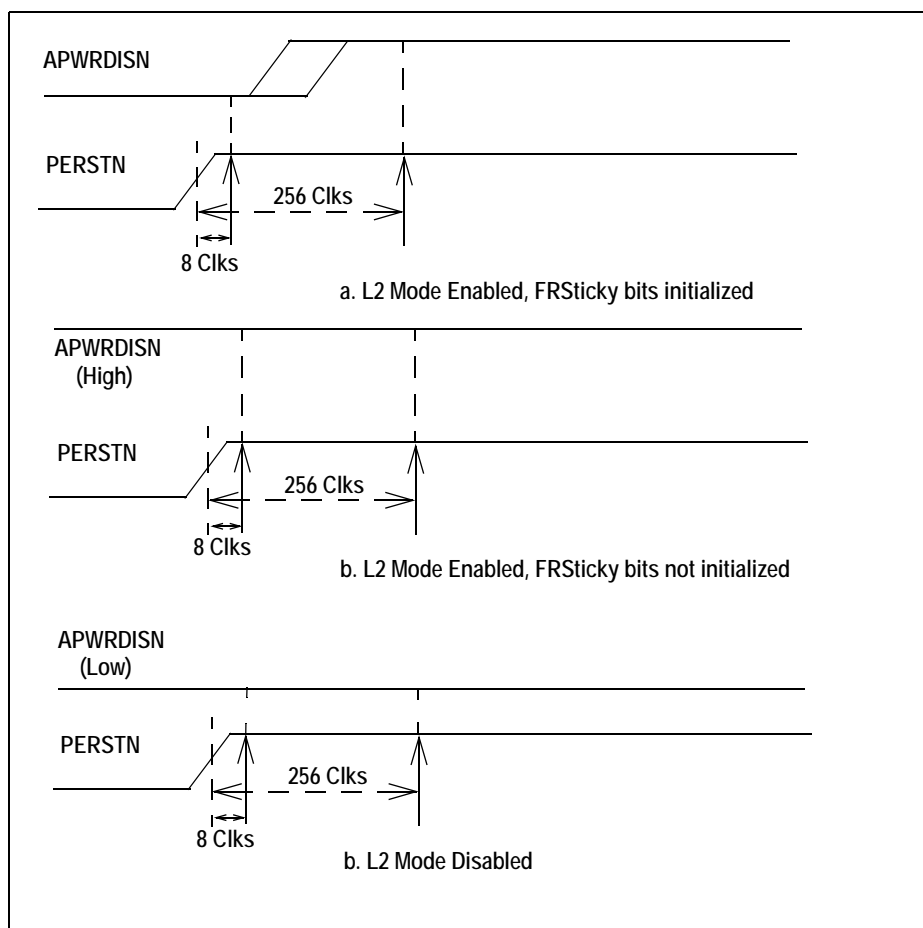 APWRDISN
PERSTN
256 Clks
8 Clks
a. L2 Mode Enabled, FRSticky bits initialized
APWRDISN
(High)
PERSTN
256 Clks
8 Clks
b. L2 Mode Enabled, FRSticky bits not initialized
APWRDISN
(Low)
PERSTN
256 Clks
8 Clks
b. L2 Mode Disabled